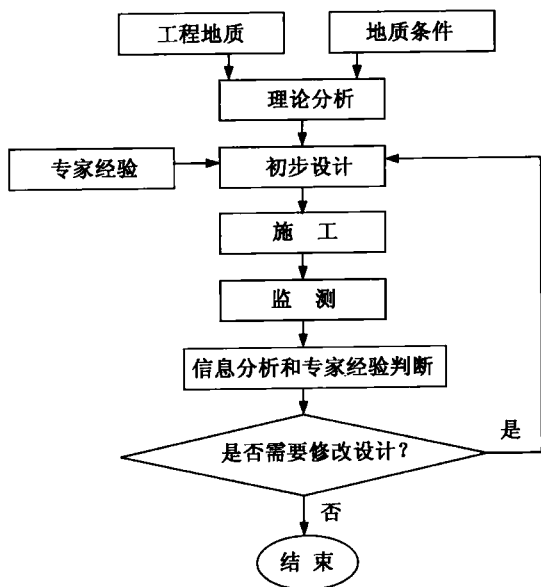 工程地质
地质条件
理论分析
专家经验
初步设计
施 工
监 测
信息分析和专家经验判断
是否需要修改设计?
是
否
结 束